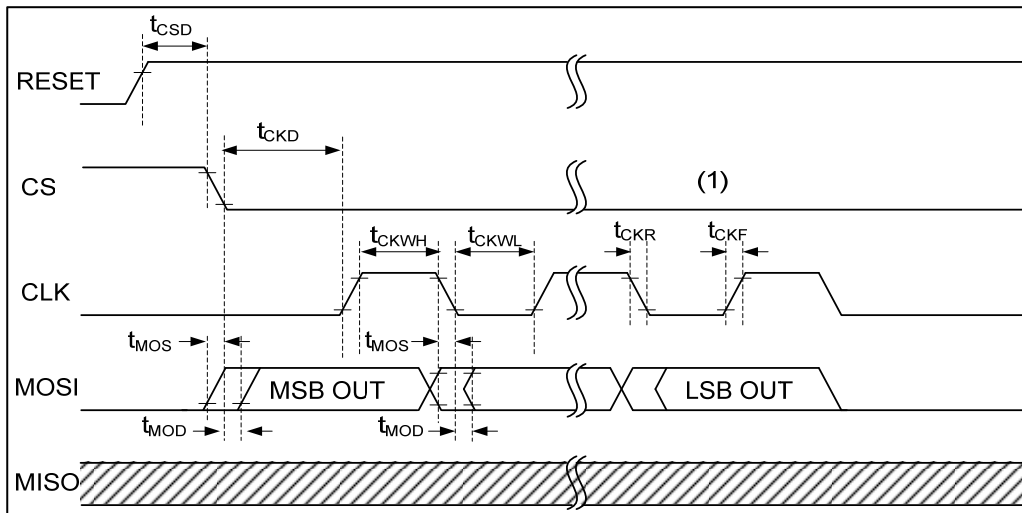 tCSD
RESET
tCKD
CS
(1)
tCKWH tCKWL tCKR tCKF
CLK
tMOS tMOS
MOSI MSB OUT LSB OUT
tMOD tMOD
MISO